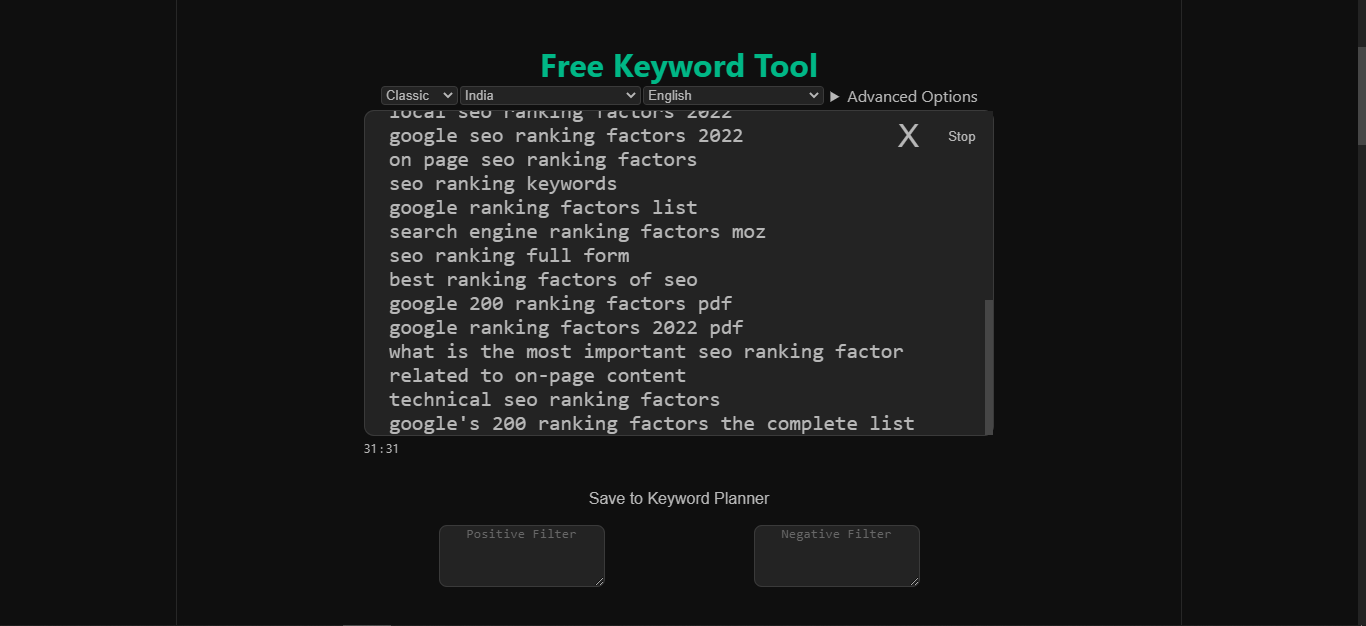 Free Keyword Tool
Classic India English ▶ Advanced Options
local seo ranking factors 2022
google seo ranking factors 2022
X Stop
on page seo ranking factors
seo ranking keywords
google ranking factors list
search engine ranking factors moz
seo ranking full form
best ranking factors of seo
google 200 ranking factors pdf
google ranking factors 2022 pdf
what is the most important seo ranking factor
related to on-page content
technical seo ranking factors
google's 200 ranking factors the complete list
31:31
Save to Keyword Planner
Positive Filter Negative Filter